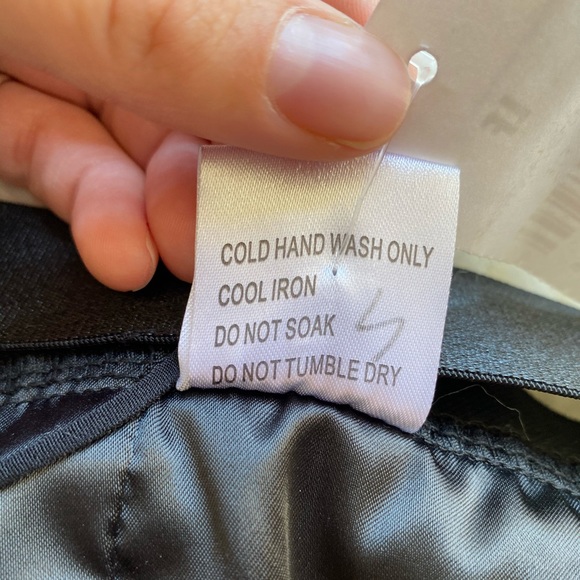 COLD HAND WASH ONLY
COOL IRON
DO NOT SOAK
DO NOT TUMBLE DRY